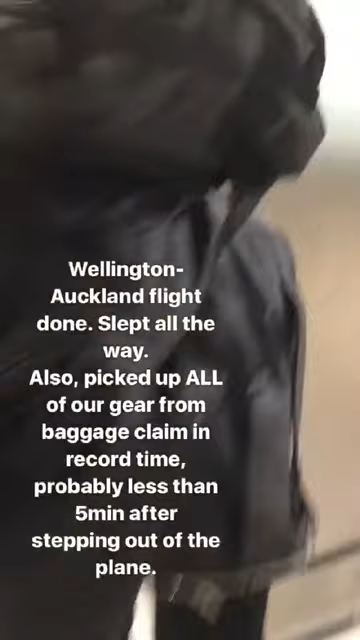 Wellington-
Auckland flight
done. Slept all the
way.
Also, picked up ALL
of our gear from
baggage claim in
record time,
probably less than
5min after
stepping out of the
plane.